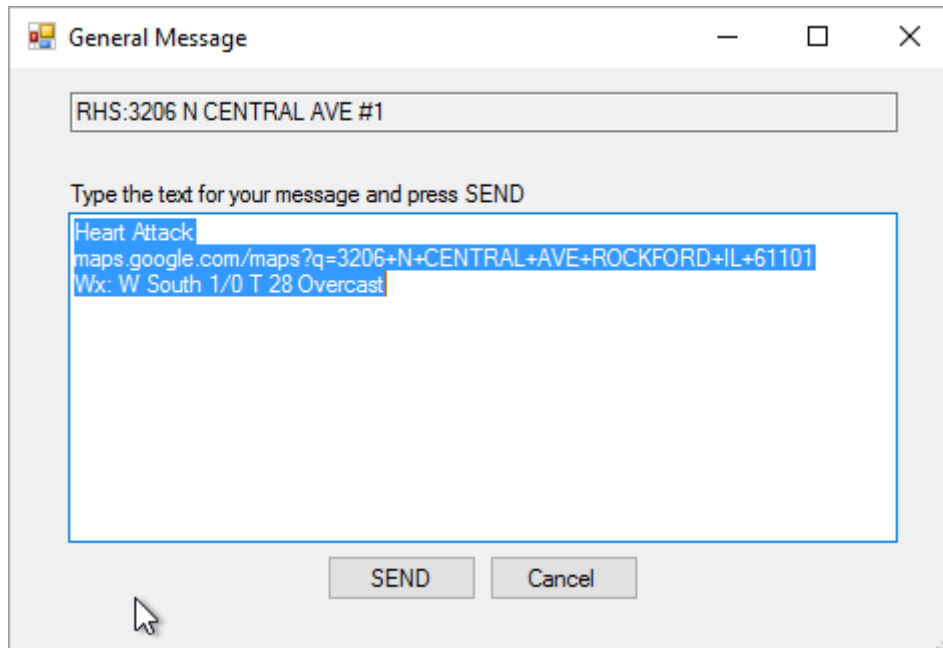 General Message
RHS:3206 N CENTRAL AVE #1
Type the text for your message and press SEND
Heart Attack
maps.google.com/maps?q=3206+N+CENTRAL+AVE+ROCKFORD+IL+61101
Wx: W South 1/0 T 28 Overcast
SEND Cancel